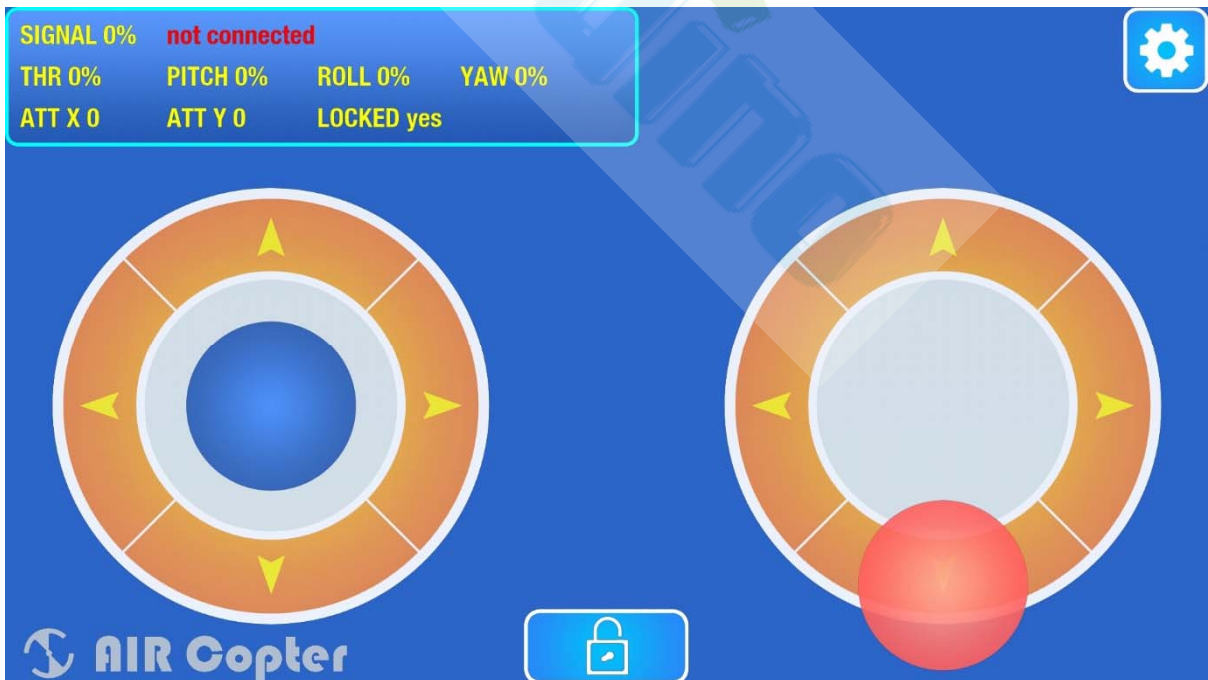 SIGNAL 0% not connected
THR 0% PITCH 0% ROLL 0% YAW 0%
ATT X 0 ATT Y 0 LOCKED yes
AIR Copter